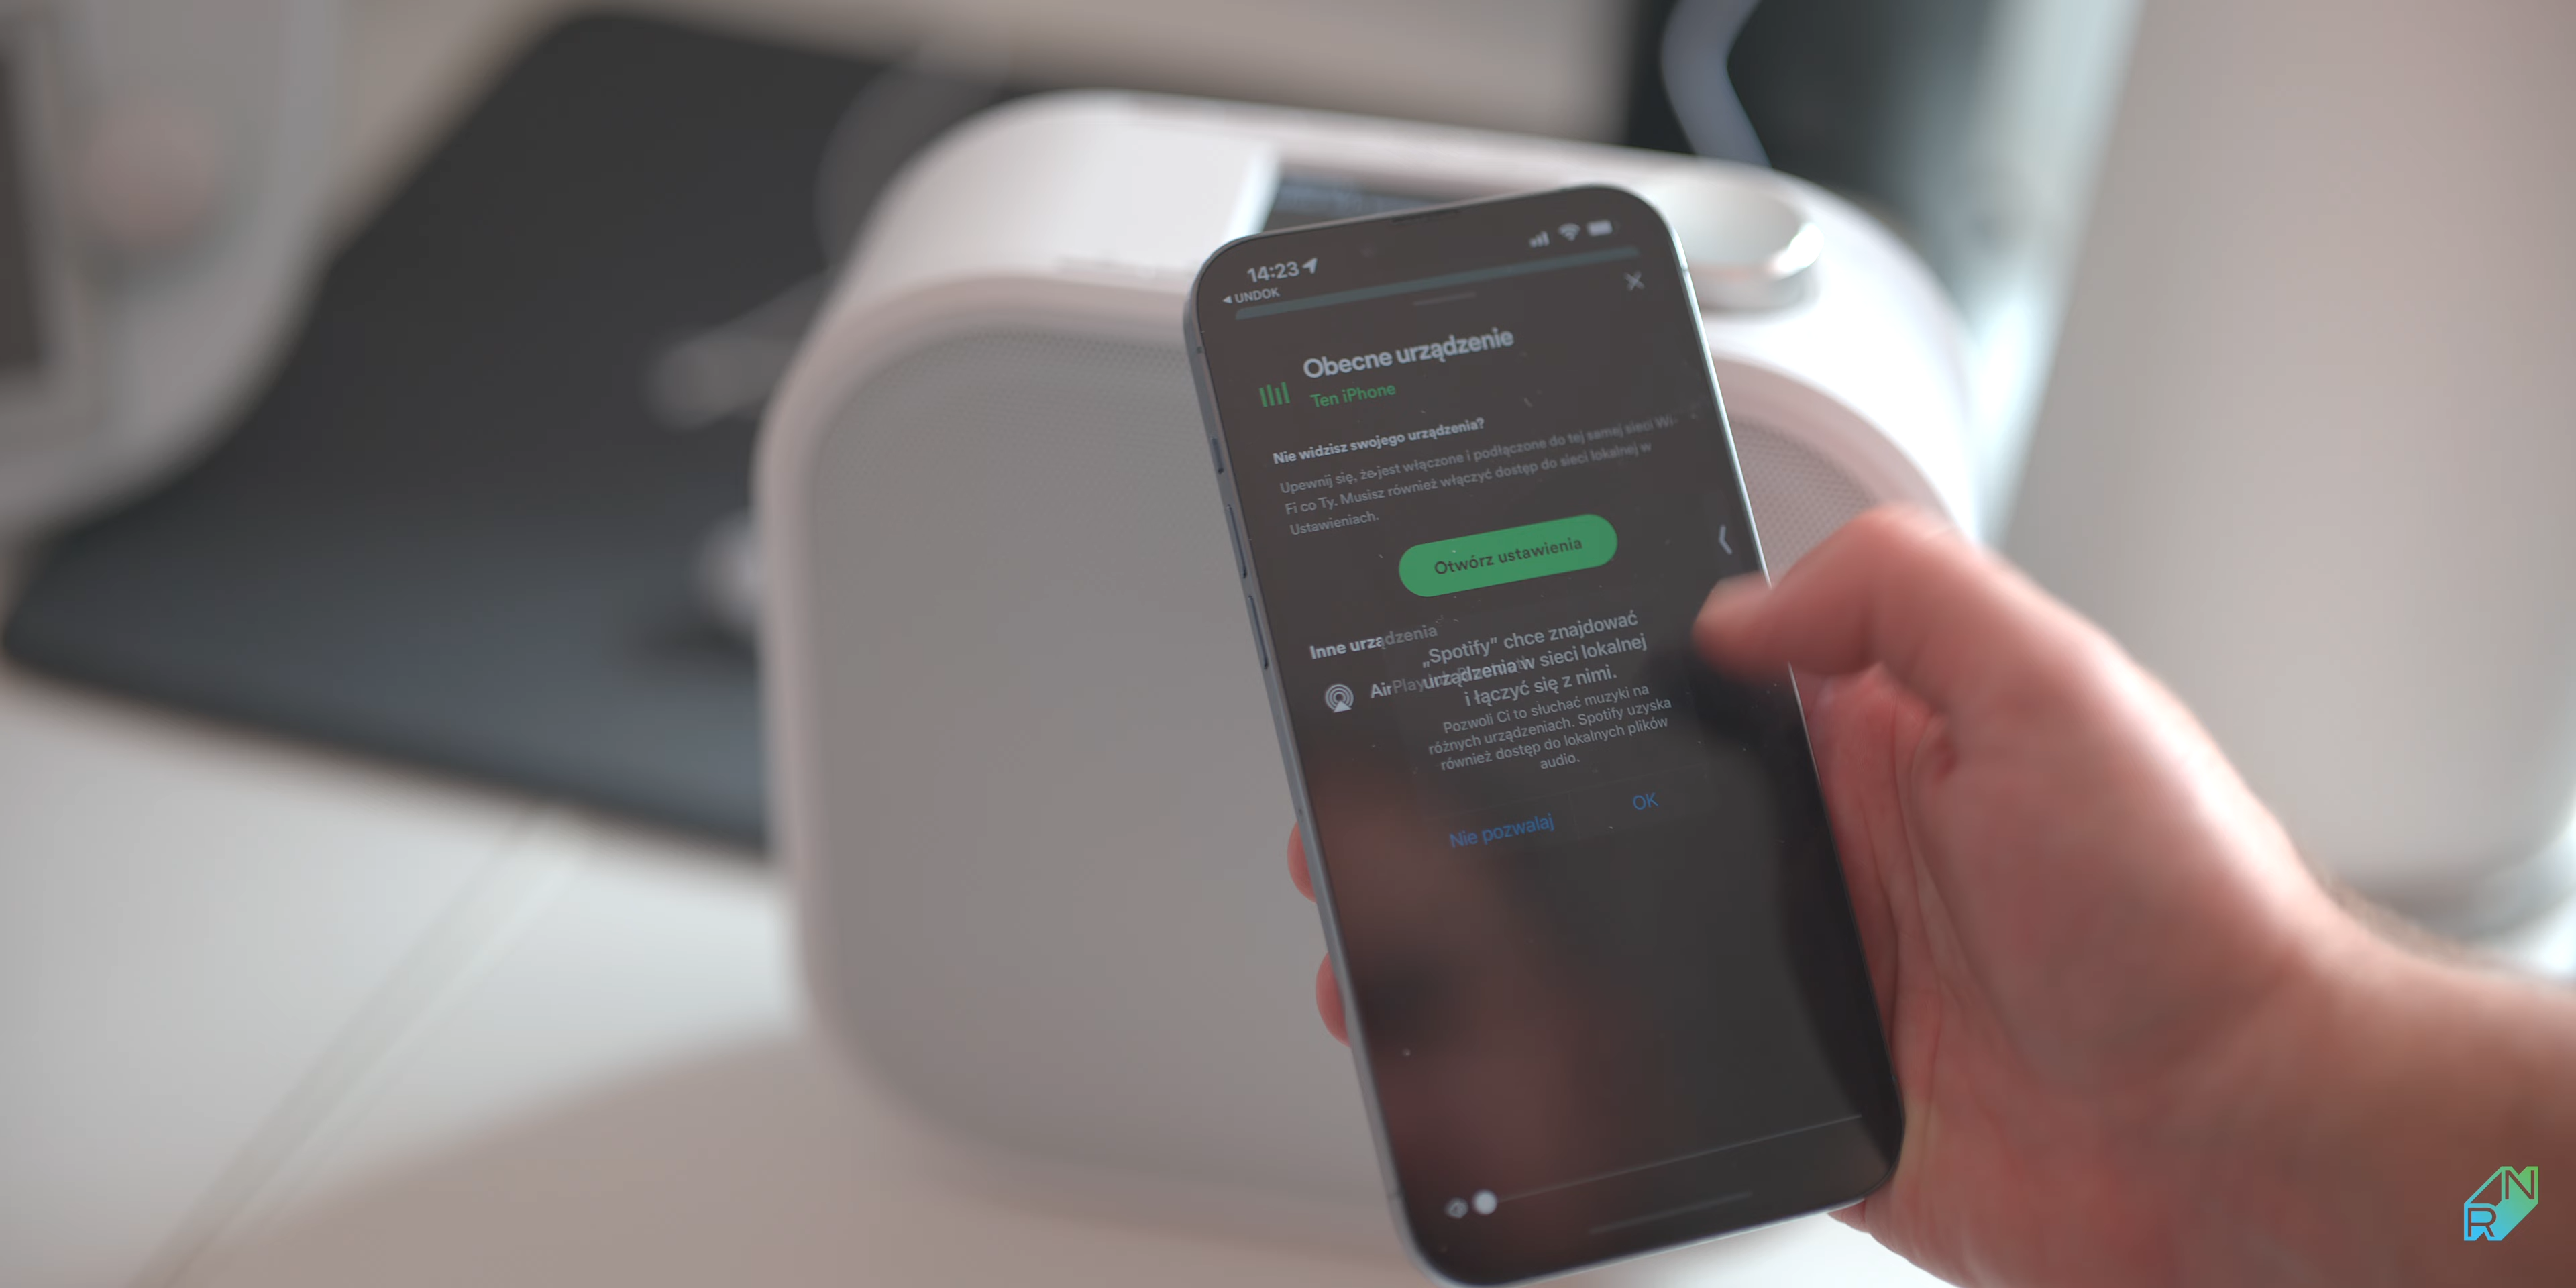 14:23
◀ UNDOK
Obecne urządzenie
Ten iPhone
Nie widzisz swojego urządzenia?
Upewnij się, że jest włączone i podłączone do tej samej sieci Wi-
Fi co Ty. Musisz również włączyć dostęp do sieci lokalnej w
Ustawieniach.
Otwórz ustawienia
Inne urządzenia
AirPlay
„Spotify” chce znajdować
urządzenia w sieci lokalnej
i łączyć się z nimi.
Pozwoli Ci to słuchać muzyki na
różnych urządzeniach. Spotify uzyska
również dostęp do lokalnych plików
audio.
Nie pozwalaj
OK
RN